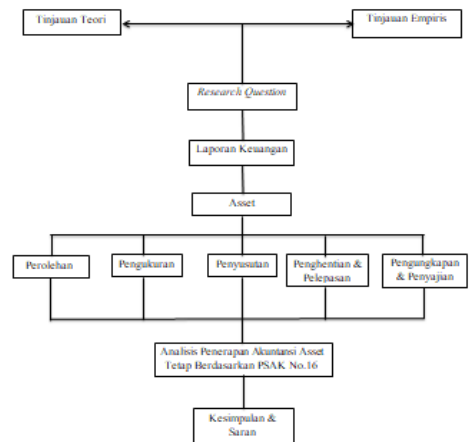 Tinjauan Teori
Tinjauan Empiris
Research Question
Laporan Keuangan
Asset
Perolehan
Pengukuran
Penyusutan
Penghentian &
Pelepasan
Pengungkapan
& Penyajian
Analisis Penerapan Akuntansi Asset
Tetap Berdasarkan PSAK No.16
Kesimpulan &
Saran